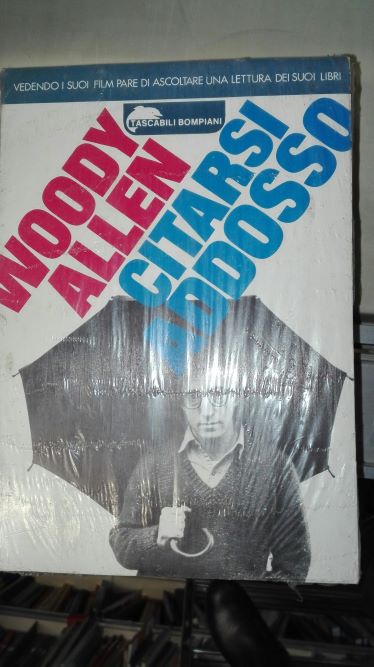 VEDENDO I SUOI FILM PARE DI ASCOLTARE UNA LETTURA DEI SUOI LIBRI
TASCABILI BOMPIANI
WOODY
ALLEN
CITARSI
ADDOSSO